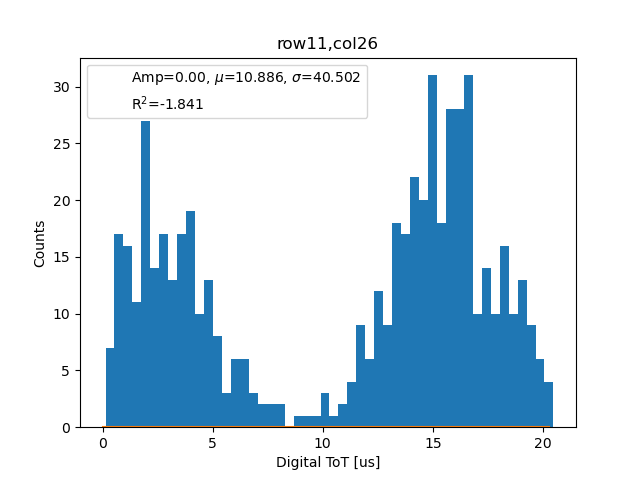 row11,col26
Amp=0.00, μ=10.886, σ=40.502
R²=-1.841
30
25
20
15
10
5
0
Counts
0 5 10 15 20
Digital ToT [us]